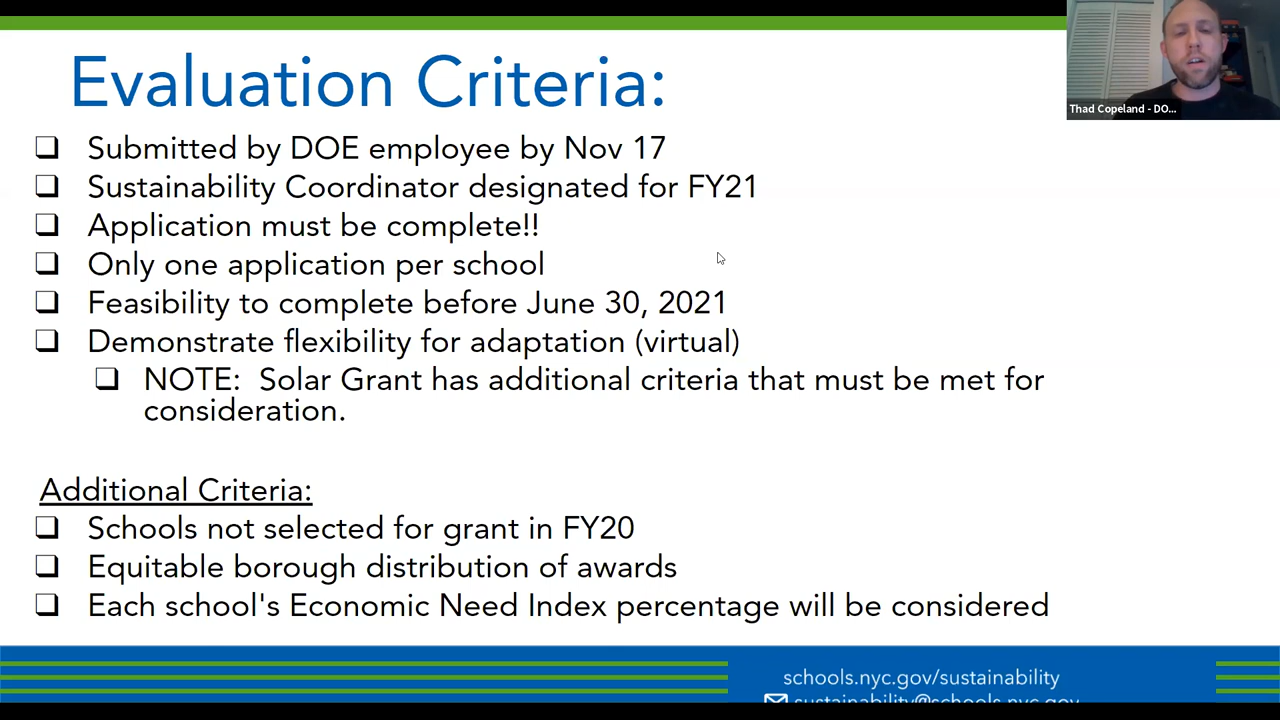 Evaluation Criteria:
Thad Copeland - DO...
❑ Submitted by DOE employee by Nov 17
❑ Sustainability Coordinator designated for FY21
❑ Application must be complete!!
❑ Only one application per school
❑ Feasibility to complete before June 30, 2021
❑ Demonstrate flexibility for adaptation (virtual)
❑ NOTE:  Solar Grant has additional criteria that must be met for
consideration.
Additional Criteria:
❑ Schools not selected for grant in FY20
❑ Equitable borough distribution of awards
❑ Each school's Economic Need Index percentage will be considered
schools.nyc.gov/sustainability
sustainability@schools.nyc.gov